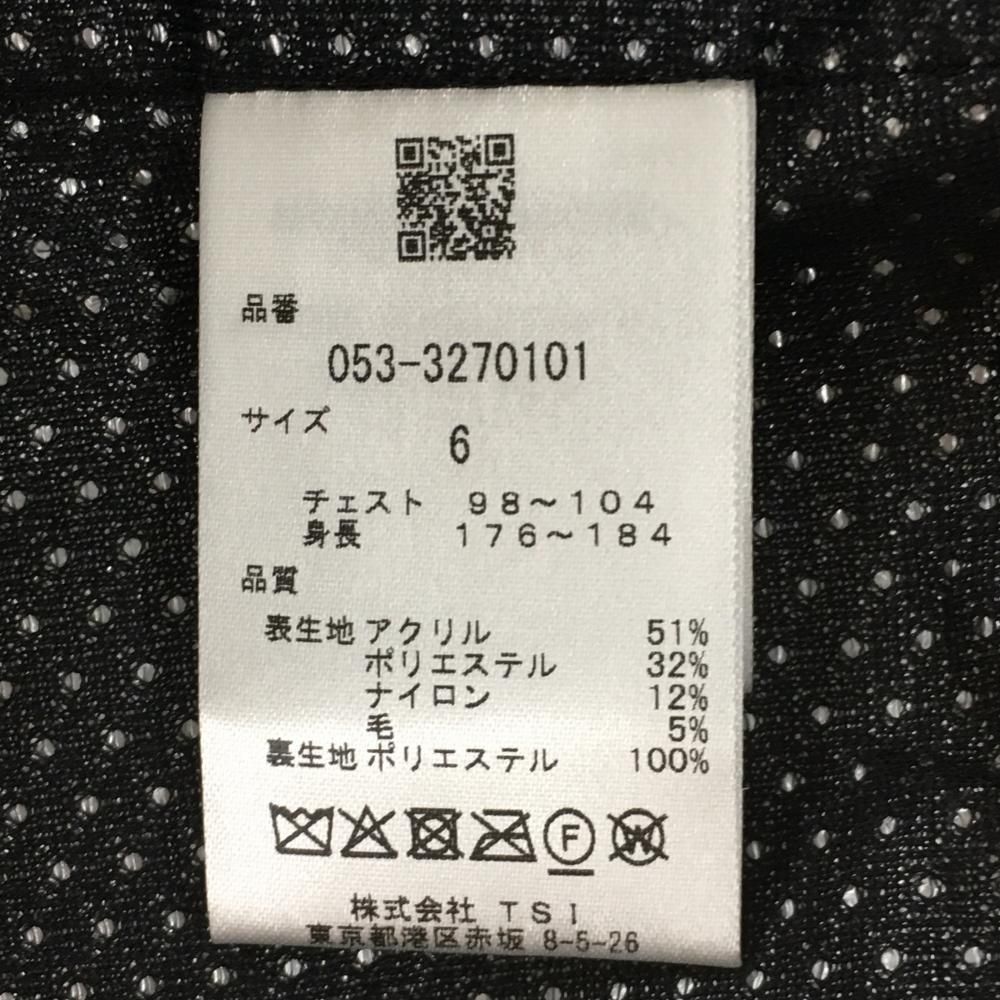 品番
053-3270101
サイズ
6
チェスト 98～104
身長 176～184
品質
表生地 アクリル 51%
ポリエステル 32%
ナイロン 12%
毛 5%
裏生地 ポリエステル 100%
F W
株式会社 TSI
東京都港区赤坂 8-5-26